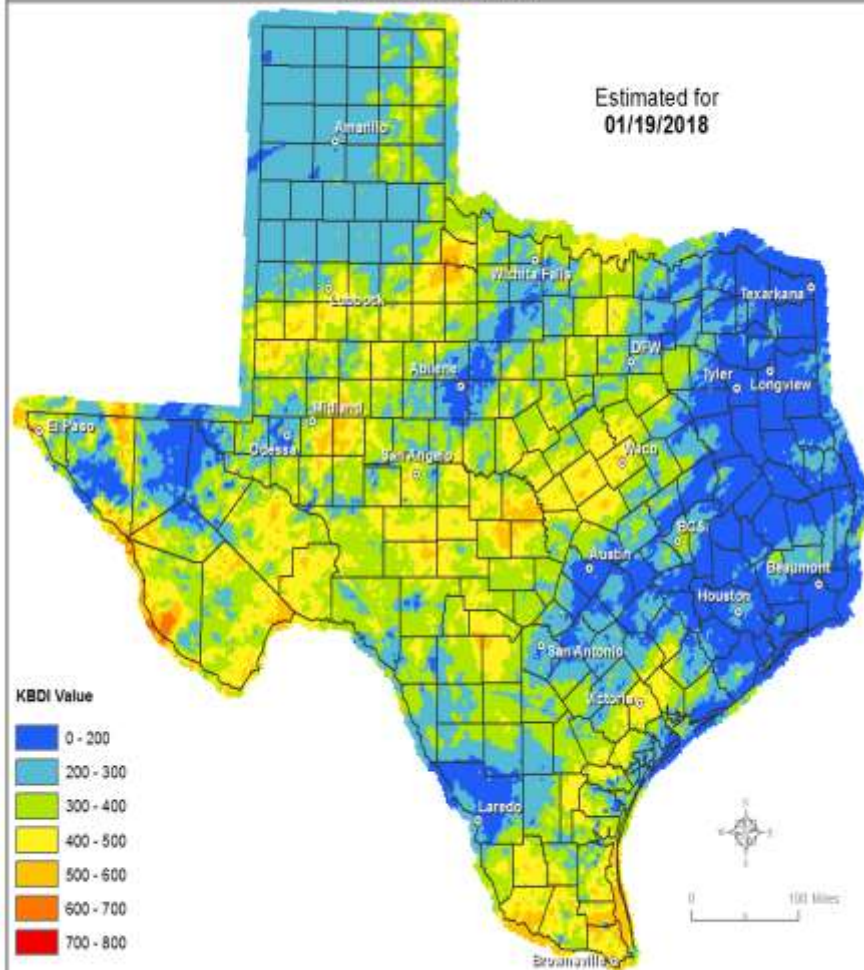 Estimated for
01/19/2018
Amarillo
Wichita Falls
Lubbock
Texarkana
DFW
Abilene
Tyler
Longview
Midland
El Paso
Odessa
San Angelo
Waco
BCS
Austin
Beaumont
Houston
San Antonio
Victoria
KBDI Value
0 - 200
200 - 300
300 - 400
400 - 500
500 - 600
600 - 700
700 - 800
Laredo
0 100 Miles
Brownsville